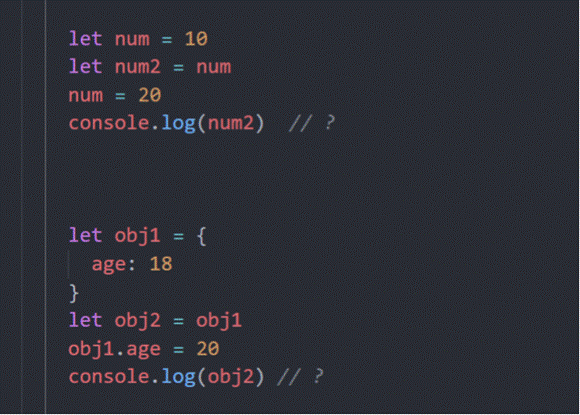 let num = 10
let num2 = num
num = 20
console.log(num2)  // ?
let obj1 = {
  age: 18
}
let obj2 = obj1
obj1.age = 20
console.log(obj2) // ?